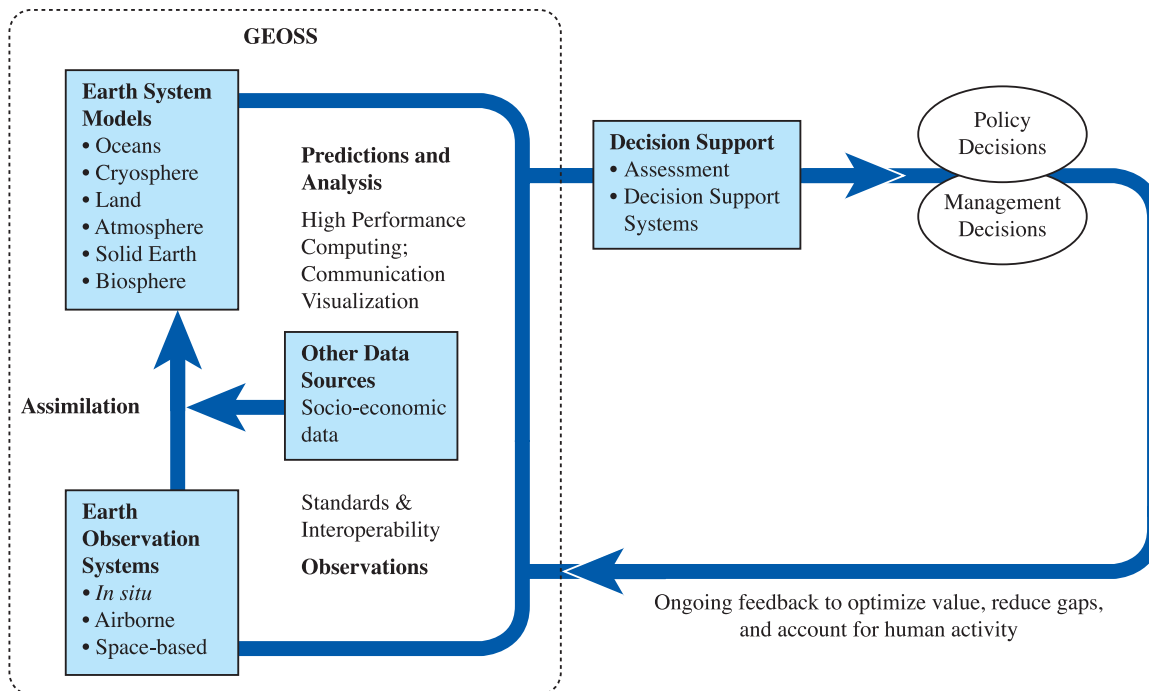 GEOSS
Earth System
Models
• Oceans
• Cryosphere
• Land
• Atmosphere
• Solid Earth
• Biosphere
Predictions and
Analysis
High Performance
Computing;
Communication
Visualization
Other Data
Sources
Socio-economic
data
Assimilation
Earth
Observation
Systems
• In situ
• Airborne
• Space-based
Standards &
Interoperability
Observations
Decision Support
• Assessment
• Decision Support
Systems
Policy
Decisions
Management
Decisions
Ongoing feedback to optimize value, reduce gaps,
and account for human activity